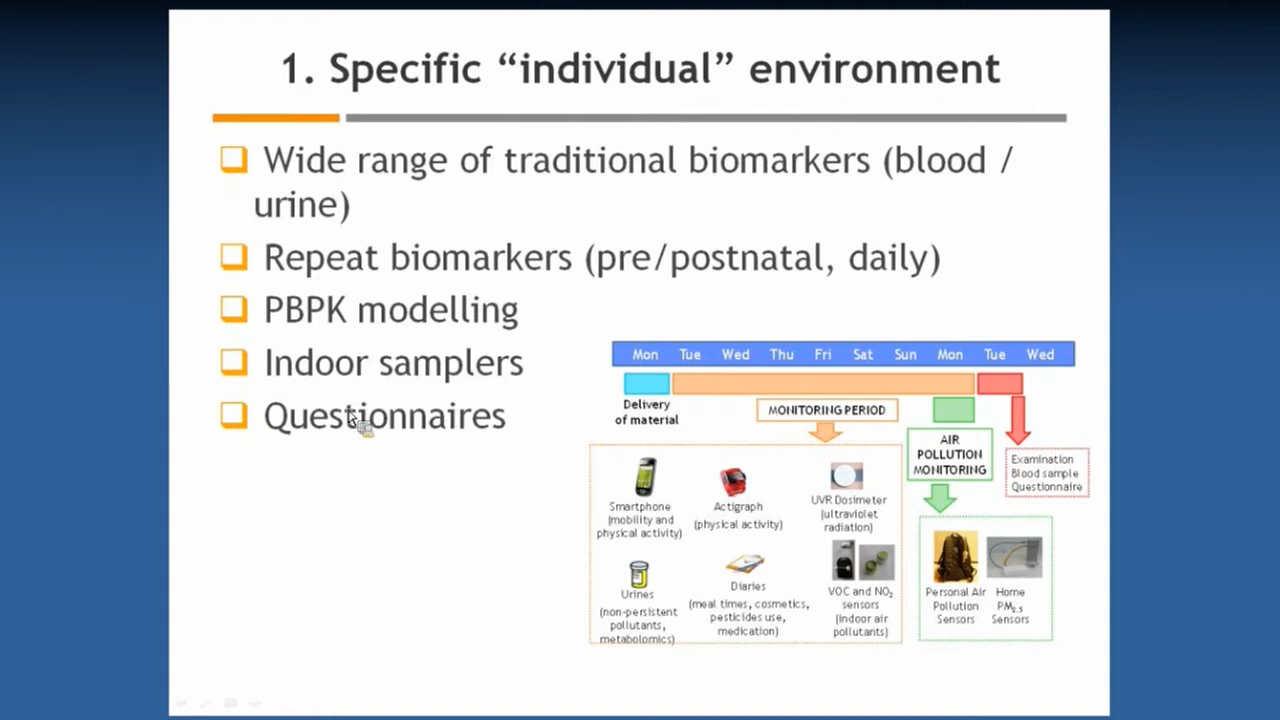 1. Specific “individual” environment
Wide range of traditional biomarkers (blood /
urine)
Repeat biomarkers (pre/postnatal, daily)
PBPK modelling
Indoor samplers
Questionnaires
Mon Tue Wed Thu Fri Sat Sun Mon Tue Wed
Delivery
of material
MONITORING PERIOD
AIR
POLLUTION
MONITORING
Examination
Blood sample
Questionnaire
Smartphone
(mobility and
physical activity)
Actigraph
(physical activity)
UVR Dosimeter
(ultraviolet
radiation)
Urines
(non-persistent
pollutants,
metabolomics)
Diaries
(meal times, cosmetics,
pesticides use,
medication)
VOC and NO₂
sensors
(indoor air
pollutants)
Personal Air
Pollution
Sensors
Home
PM₂.₅
Sensors